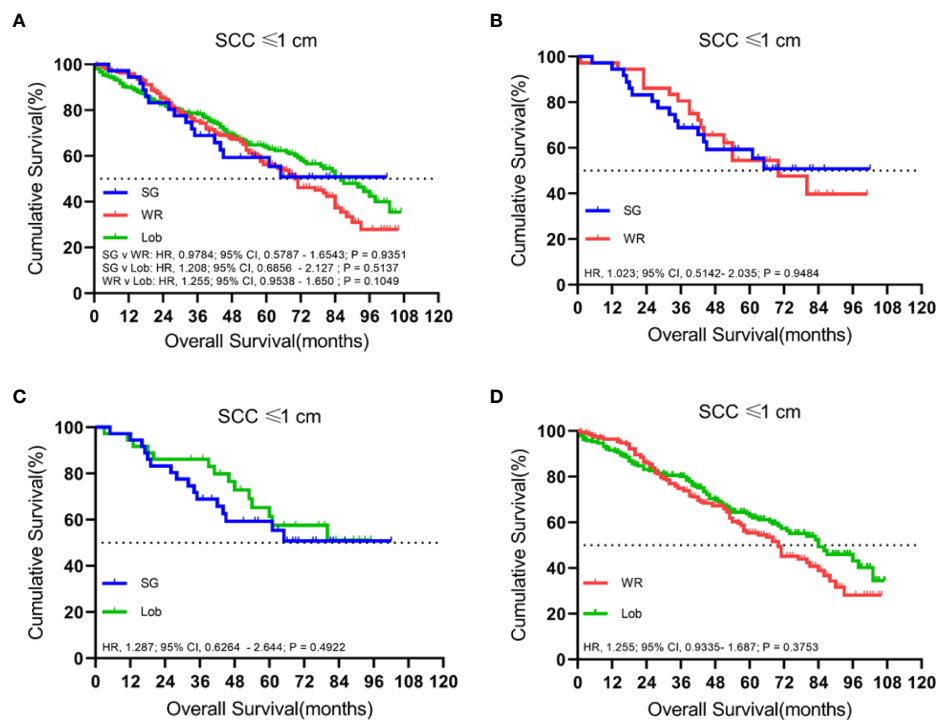 A
SCC ≤1 cm
Cumulative Survival(%)
100
80
60
40
20
0
SG
WR
Lob
SG v WR: HR, 0.9784; 95% CI, 0.5787 - 1.6543; P = 0.9351
SG v Lob: HR, 1.208; 95% CI, 0.6856 - 2.127 ; P = 0.5137
WR v Lob: HR, 1.255; 95% CI, 0.9538 - 1.650 ; P = 0.1049
0 12 24 36 48 60 72 84 96 108 120
Overall Survival(months)
B
SCC ≤1 cm
Cumulative Survival(%)
100
80
60
40
20
0
SG
WR
HR, 1.023; 95% CI, 0.5142- 2.035; P = 0.9484
0 12 24 36 48 60 72 84 96 108 120
Overall Survival(months)
C
SCC ≤1 cm
Cumulative Survival(%)
100
80
60
40
20
0
SG
Lob
HR, 1.287; 95% CI, 0.6264 - 2.644; P = 0.4922
0 12 24 36 48 60 72 84 96 108 120
Overall Survival(months)
D
SCC ≤1 cm
Cumulative Survival(%)
100
80
60
40
20
0
WR
Lob
HR, 1.255; 95% CI, 0.9335- 1.687; P = 0.3753
0 12 24 36 48 60 72 84 96 108 120
Overall Survival(months)